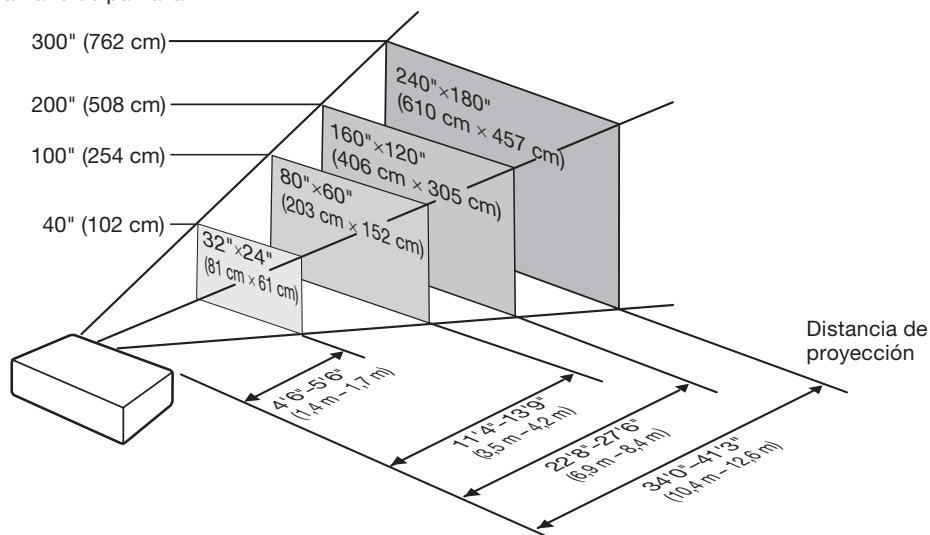 300" (762 cm)
200" (508 cm)
100" (254 cm)
40" (102 cm)
240"×180"
(610 cm × 457 cm)
160"×120"
(406 cm × 305 cm)
80"×60"
(203 cm × 152 cm)
32"×24"
(81 cm × 61 cm)
Distancia de
proyección
4'6"–5'6"
(1,4 m – 1,7 m)
11'4"–13'9"
(3,5 m – 4,2 m)
22'8"–27'6"
(6,9 m – 8,4 m)
34'0"–41'3"
(10,4 m – 12,6 m)